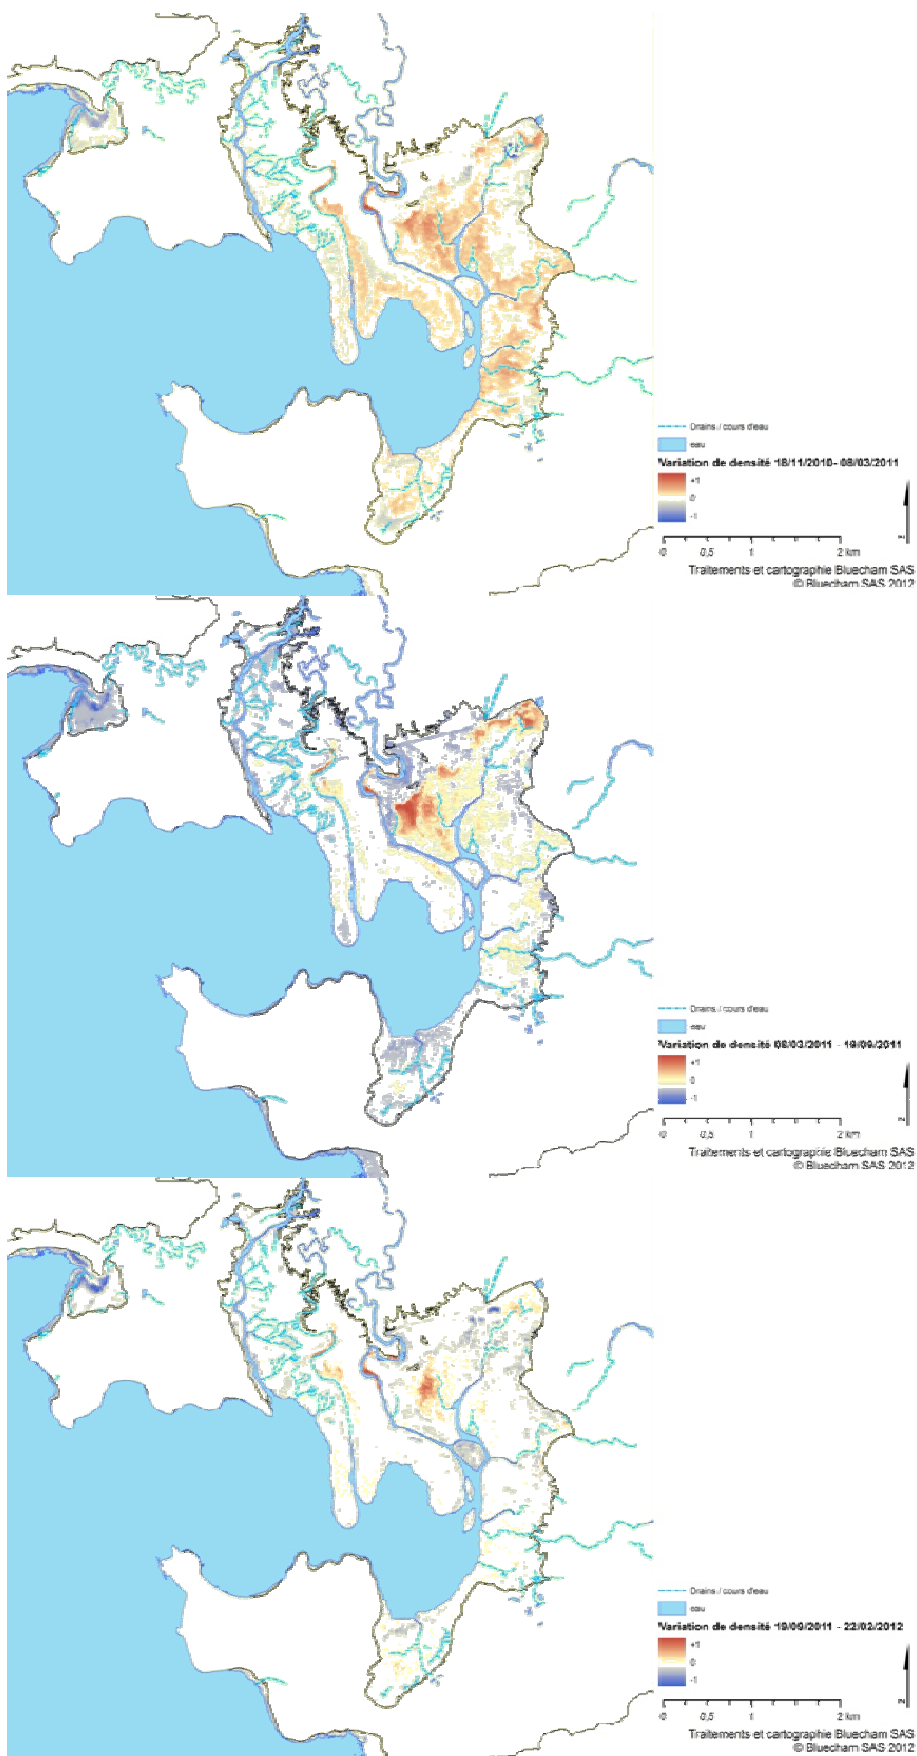 Drains / cours d'eau
eau
Variation de densité 18/11/2010- 08/03/2011
+1
0
-1
0 0,5 1 2 km
Traitements et cartographie Bluecham SAS
© Bluecham SAS 2012
Drains / cours d'eau
eau
Variation de densité 08/03/2011 - 19/09/2011
+1
0
-1
0 0,5 1 2 km
Traitements et cartographie Bluecham SAS
© Bluecham SAS 2012
Drains / cours d'eau
eau
Variation de densité 19/09/2011 - 22/02/2012
+1
0
-1
0 0,5 1 2 km
Traitements et cartographie Bluecham SAS
© Bluecham SAS 2012